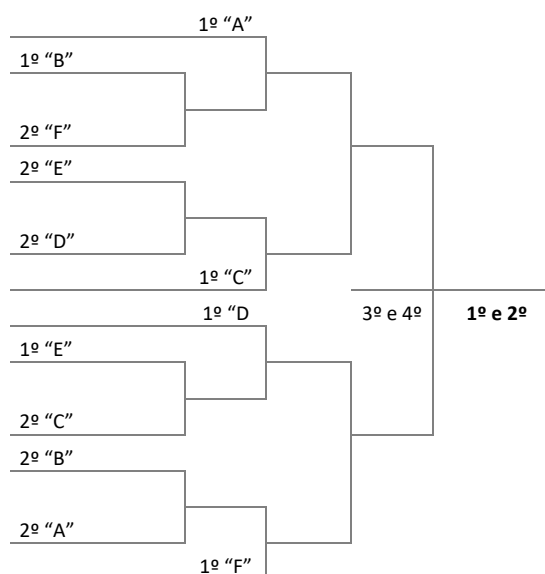 1º “A”
1º “B”
2º “F”
2º “E”
2º “D”
1º “C”
1º “D
3º e 4º
1º e 2º
1º “E”
2º “C”
2º “B”
2º “A”
1º “F”